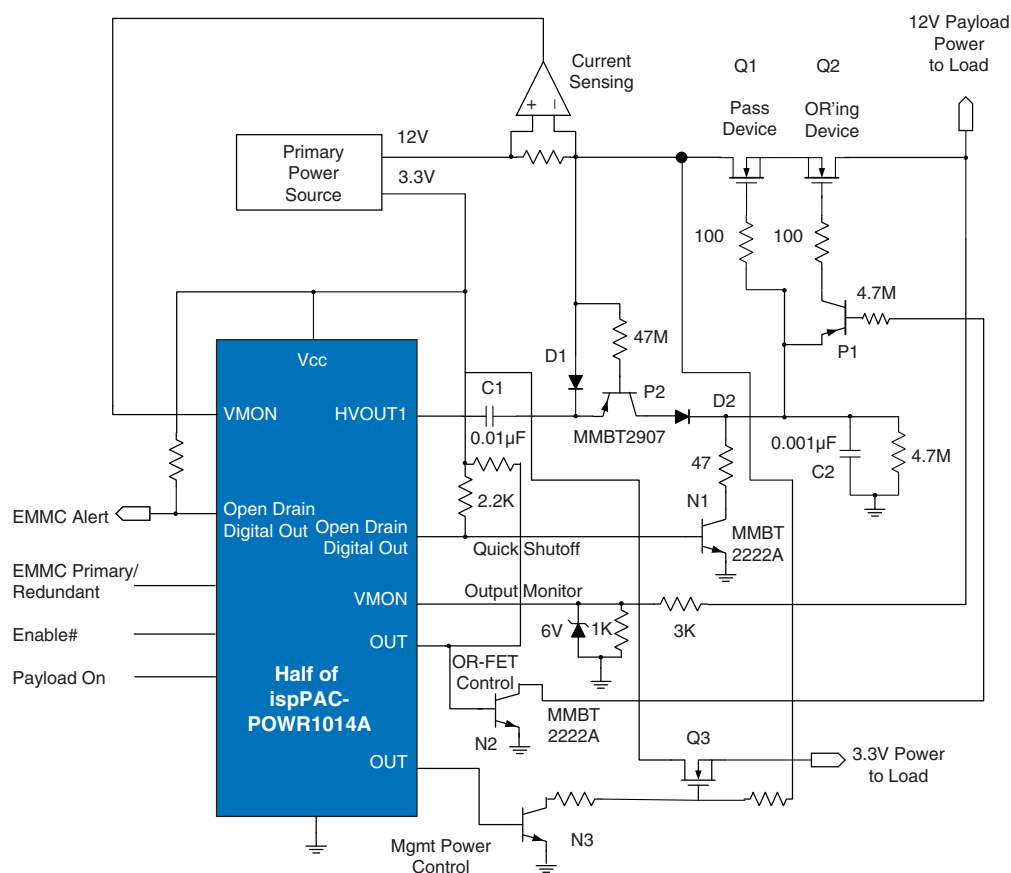 12V Payload
Power
to Load
Current
Sensing
Q1
Q2
Pass
Device
OR'ing
Device
+
–
12V
Primary
Power
Source
3.3V
100
100
4.7M
P1
47M
D1
Vcc
C1
P2
D2
VMON
HVOUT1
0.01µF
MMBT2907
0.001µF
C2
4.7M
47
2.2K
N1
EMMC Alert
Open Drain
Digital Out
Open Drain
Digital Out
Quick Shutoff
MMBT
2222A
EMMC Primary/
Redundant
VMON
Output Monitor
6V
1K
3K
Enable#
OUT
Payload On
Half of
ispPAC-
POWR1014A
OR-FET
Control
MMBT
2222A
N2
Q3
3.3V Power
to Load
OUT
N3
Mgmt Power
Control